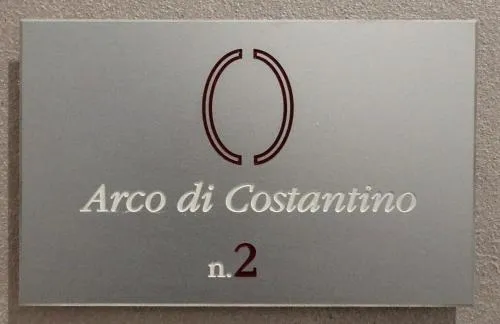 Arco di Costantino
n.2